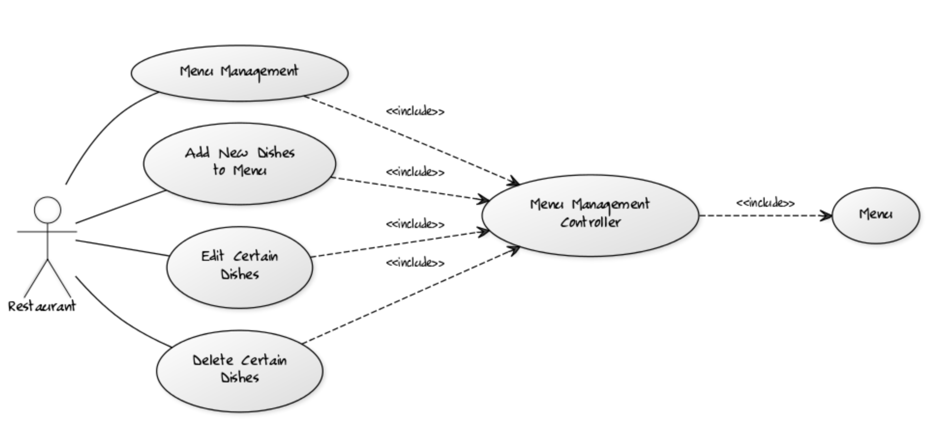 Menu Management
<<include>>
Add New Dishes
to Menu
<<include>>
Menu Management
Controller
<<include>>
Menu
<<include>>
Edit Certain
Dishes
<<include>>
Restaurant
Delete Certain
Dishes